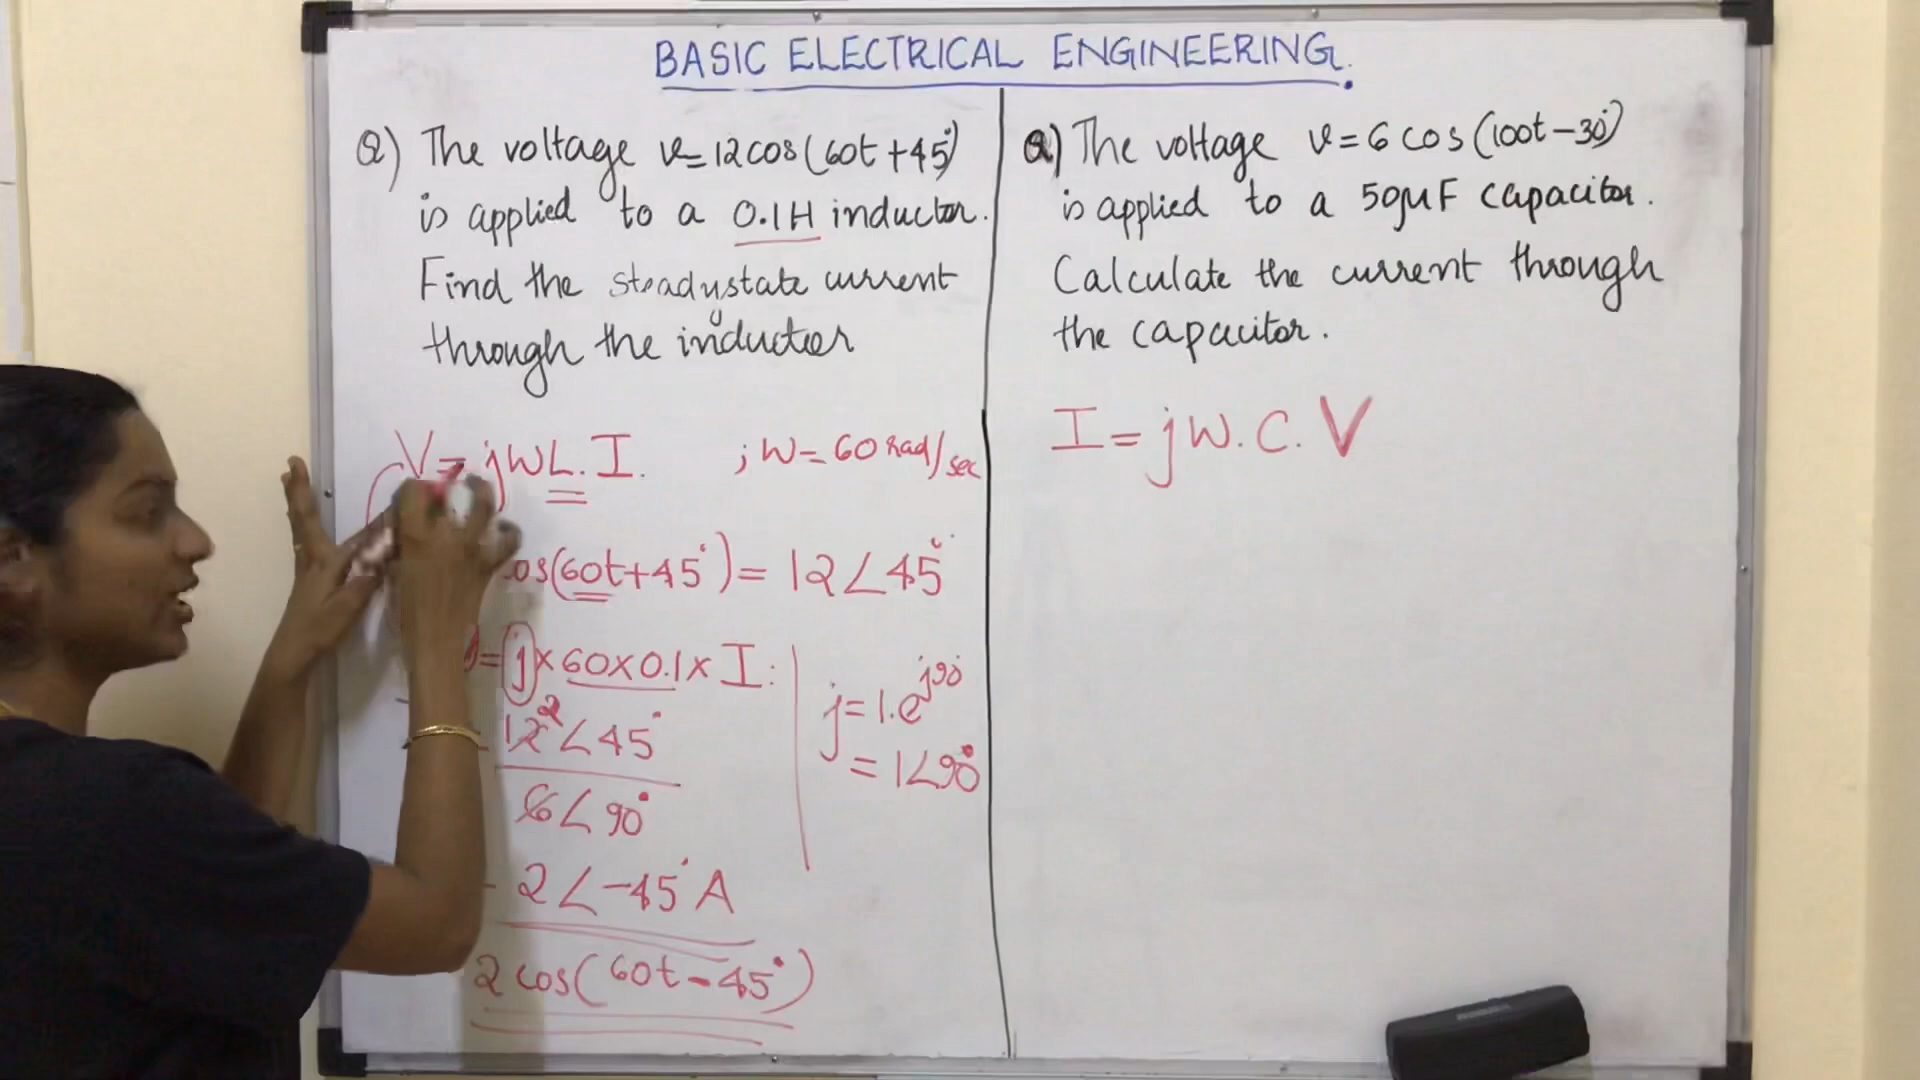 BASIC ELECTRICAL ENGINEERING.
Q) The voltage v=12cos(60t+45°)
is applied to a 0.1H inductor.
Find the steadystate current
through the inductor
V=jWL.I. ; W=60rad/sec
cos(60t+45°)=12∠45°
=j×60×0.1×I:
12 2∠45°
6∠90°
2∠-45° A
2cos(60t-45°)
j=1.e^j90°
=1∠90°
Q) The voltage v=6cos(100t-30°)
is applied to a 50μF capacitor.
Calculate the current through
the capacitor.
I=jW.C.V